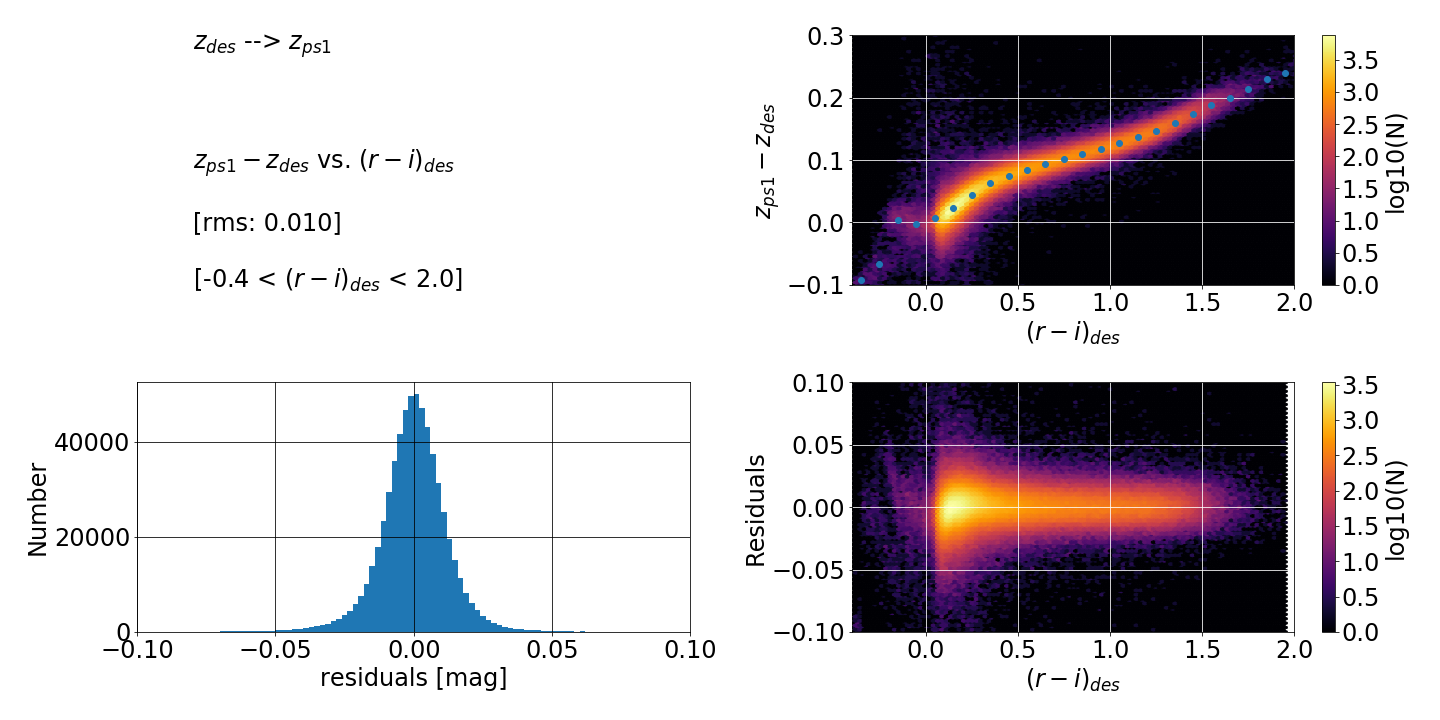 z_des --> z_ps1
z_ps1 − z_des vs. (r − i)_des
[rms: 0.010]
[-0.4 < (r − i)_des < 2.0]
0.3
0.2
0.1
0.0
−0.1
z_ps1 − z_des
0.0 0.5 1.0 1.5 2.0
(r − i)_des
3.5
3.0
2.5
2.0
1.5
1.0
0.5
0.0
log10(N)
40000
20000
0
Number
−0.10 −0.05 0.00 0.05 0.10
residuals [mag]
0.10
0.05
0.00
−0.05
−0.10
Residuals
0.0 0.5 1.0 1.5 2.0
(r − i)_des
3.5
3.0
2.5
2.0
1.5
1.0
0.5
0.0
log10(N)